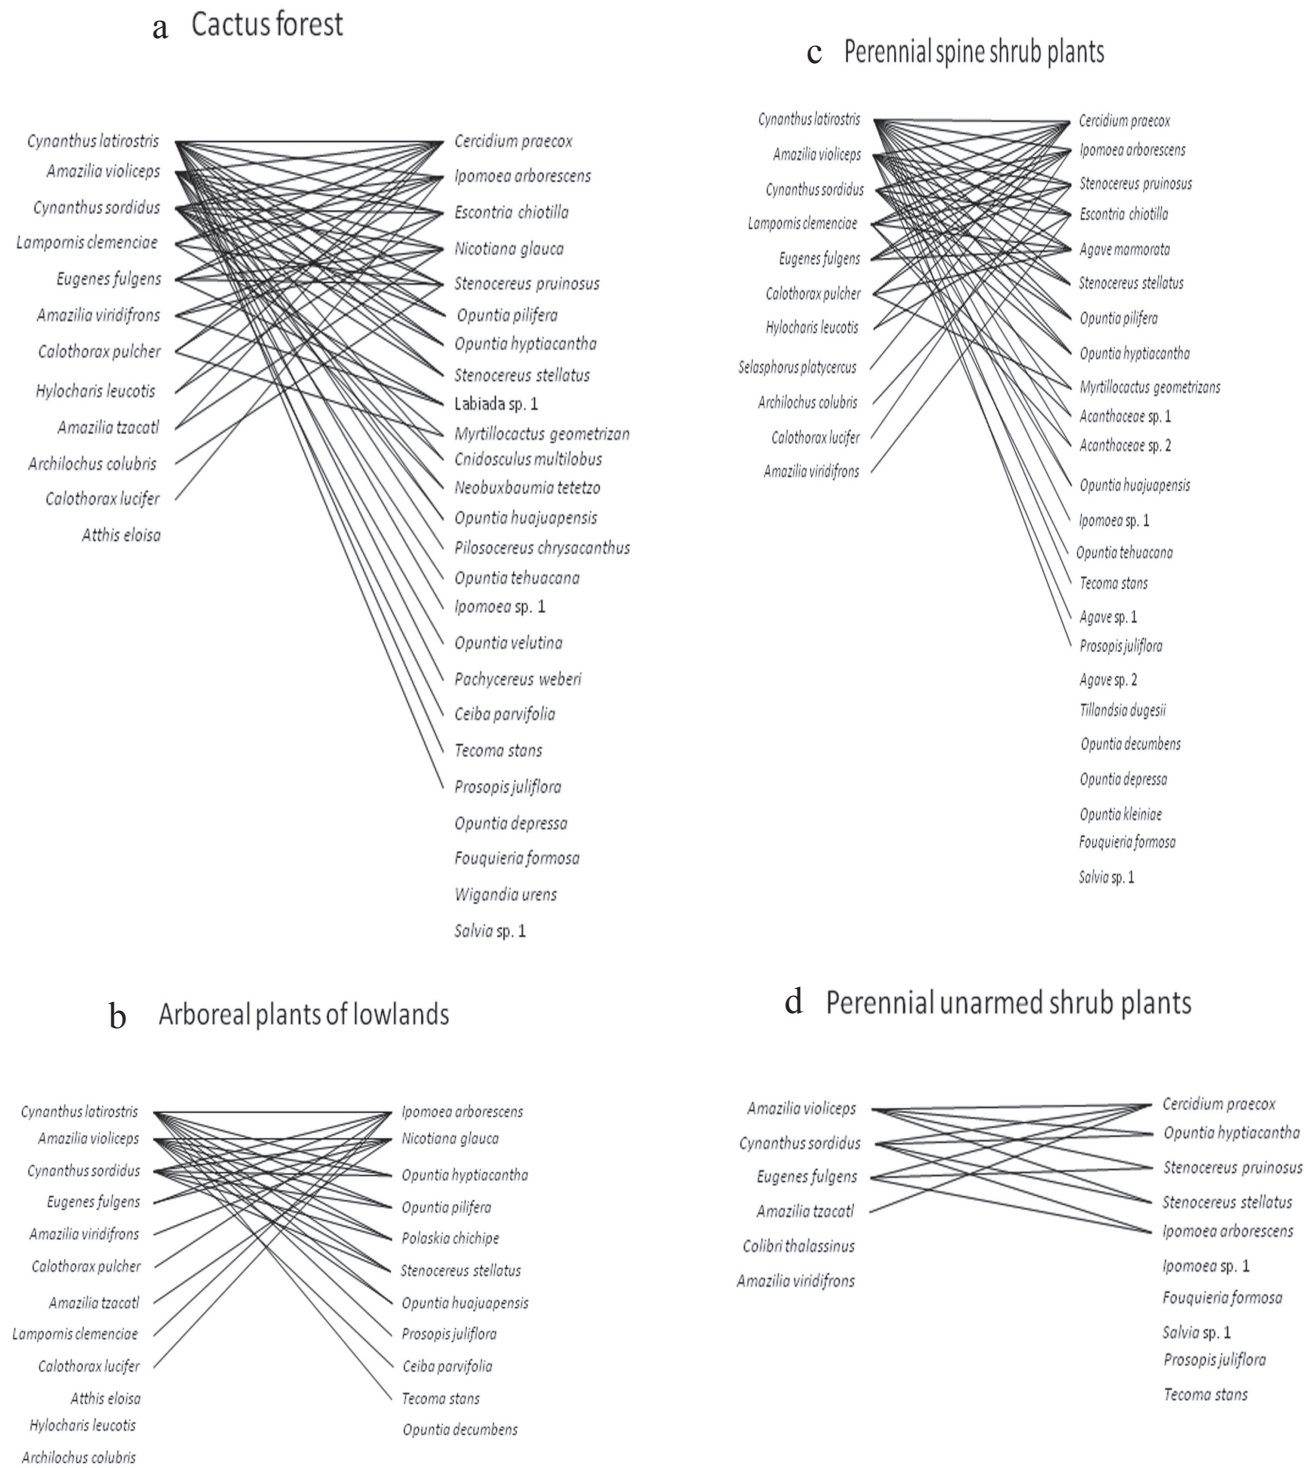 a Cactus forest
Cynanthus latirostris
Amazilia violiceps
Cynanthus sordidus
Lampornis clemenciae
Eugenes fulgens
Amazilia viridifrons
Calothorax pulcher
Hylocharis leucotis
Amazilia tzacatl
Archilochus colubris
Calothorax lucifer
Atthis eloisa
Cercidium praecox
Ipomoea arborescens
Escontria chiotilla
Nicotiana glauca
Stenocereus pruinosus
Opuntia pilifera
Opuntia hyptiacantha
Stenocereus stellatus
Labiada sp. 1
Myrtillocactus geometrizan
Cnidosculus multilobus
Neobuxbaumia tetetzo
Opuntia huajuapensis
Pilosocereus chrysacanthus
Opuntia tehuacana
Ipomoea sp. 1
Opuntia velutina
Pachycereus weberi
Ceiba parvifolia
Tecoma stans
Prosopis juliflora
Opuntia depressa
Fouquieria formosa
Wigandia urens
Salvia sp. 1
b Arboreal plants of lowlands
Cynanthus latirostris
Amazilia violiceps
Cynanthus sordidus
Eugenes fulgens
Amazilia viridifrons
Calothorax pulcher
Amazilia tzacatl
Lampornis clemenciae
Calothorax lucifer
Atthis eloisa
Hylocharis leucotis
Archilochus colubris
Ipomoea arborescens
Nicotiana glauca
Opuntia hyptiacantha
Opuntia pilifera
Polaskia chichipe
Stenocereus stellatus
Opuntia huajuapensis
Prosopis juliflora
Ceiba parvifolia
Tecoma stans
Opuntia decumbens
c Perennial spine shrub plants
Cynanthus latirostris
Amazilia violiceps
Cynanthus sordidus
Lampornis clemenciae
Eugenes fulgens
Calothorax pulcher
Hylocharis leucotis
Selasphorus platycercus
Archilochus colubris
Calothorax lucifer
Amazilia viridifrons
Cercidium praecox
Ipomoea arborescens
Stenocereus pruinosus
Escontria chiotilla
Agave marmorata
Stenocereus stellatus
Opuntia pilifera
Opuntia hyptiacantha
Myrtillocactus geometrizans
Acanthaceae sp. 1
Acanthaceae sp. 2
Opuntia huajuapensis
Ipomoea sp. 1
Opuntia tehuacana
Tecoma stans
Agave sp. 1
Prosopis juliflora
Agave sp. 2
Tillandsia dugesii
Opuntia decumbens
Opuntia depressa
Opuntia kleiniae
Fouquieria formosa
Salvia sp. 1
d Perennial unarmed shrub plants
Amazilia violiceps
Cynanthus sordidus
Eugenes fulgens
Amazilia tzacatl
Colibri thalassinus
Amazilia viridifrons
Cercidium praecox
Opuntia hyptiacantha
Stenocereus pruinosus
Stenocereus stellatus
Ipomoea arborescens
Ipomoea sp. 1
Fouquieria formosa
Salvia sp. 1
Prosopis juliflora
Tecoma stans